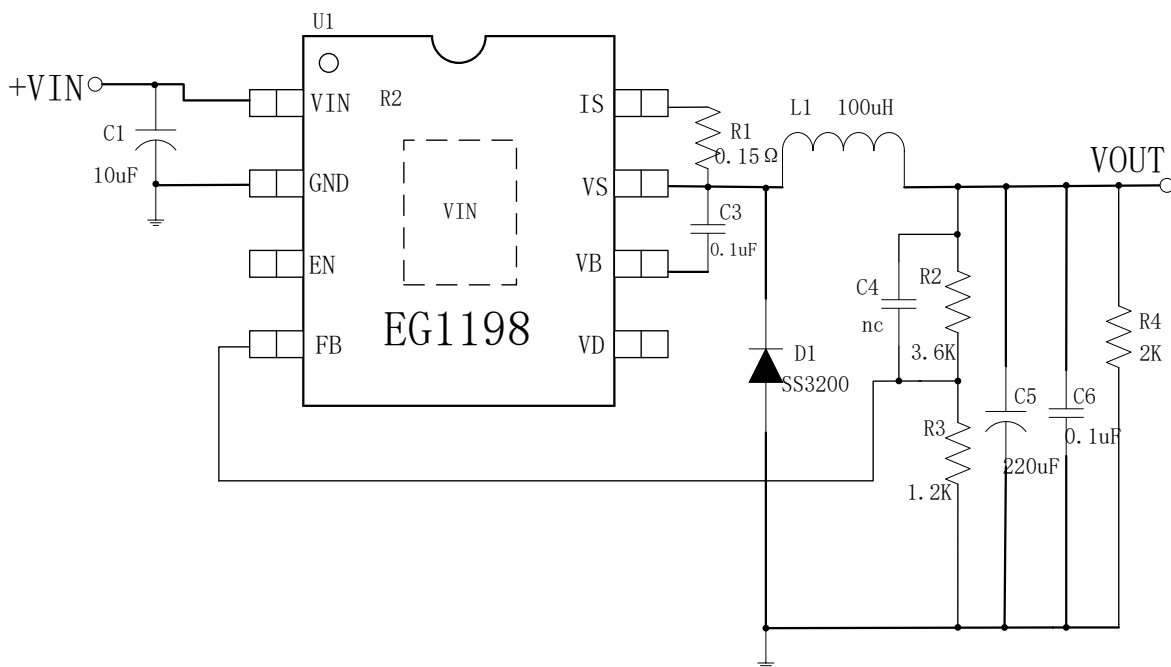 U1
+VIN
VIN
R2
IS
L1
100uH
C1
10uF
R1
0.15Ω
VOUT
GND
VIN
VS
C3
0.1uF
EN
VB
C4
nc
R2
3.6K
R4
2K
FB
EG1198
VD
D1
SS3200
C5
220uF
C6
0.1uF
R3
1.2K